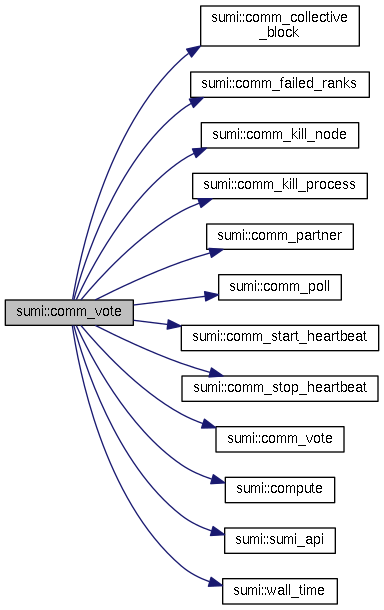 sumi::comm_collective
_block
sumi::comm_failed_ranks
sumi::comm_kill_node
sumi::comm_kill_process
sumi::comm_partner
sumi::comm_poll
sumi::comm_vote
sumi::comm_start_heartbeat
sumi::comm_stop_heartbeat
sumi::comm_vote
sumi::compute
sumi::sumi_api
sumi::wall_time